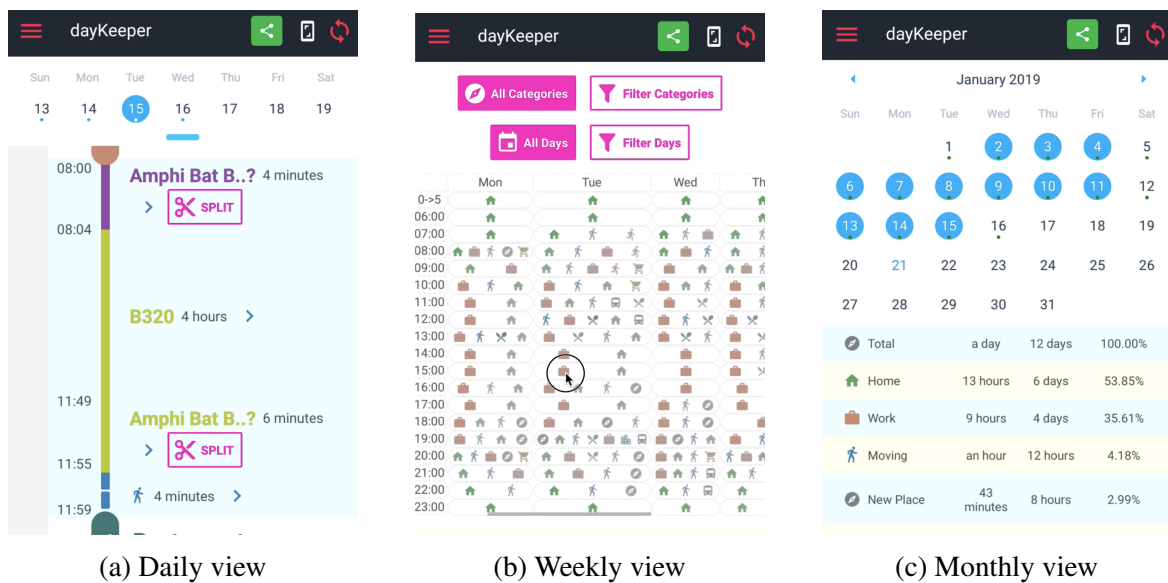 dayKeeper
Sun Mon Tue Wed Thu Fri Sat
13 14 15 16 17 18 19
08:00 Amphi Bat B..? 4 minutes
SPLIT
08:04
B320 4 hours
11:49
Amphi Bat B..? 6 minutes
SPLIT
11:55
4 minutes
11:59
(a) Daily view
dayKeeper
All Categories Filter Categories
All Days Filter Days
Mon Tue Wed Th
0->5
06:00
07:00
08:00
09:00
10:00
11:00
12:00
13:00
14:00
15:00
16:00
17:00
18:00
19:00
20:00
21:00
22:00
23:00
(b) Weekly view
dayKeeper
January 2019
Sun Mon Tue Wed Thu Fri Sat
1 2 3 4 5
6 7 8 9 10 11 12
13 14 15 16 17 18 19
20 21 22 23 24 25 26
27 28 29 30 31
Total a day 12 days 100.00%
Home 13 hours 6 days 53.85%
Work 9 hours 4 days 35.61%
Moving an hour 12 hours 4.18%
New Place 43 minutes 8 hours 2.99%
(c) Monthly view